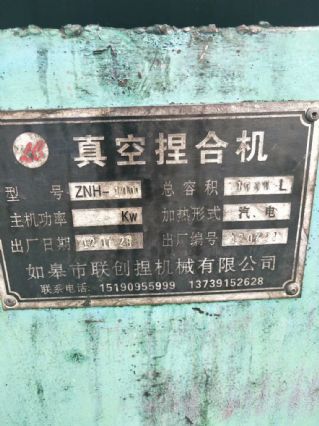 真空捏合机
型号 ZNH- 总容积 L
主机功率 Kw 加热形式 汽、电
出厂日期 出厂编号
如皋市联创捏机械有限公司
联系电话: 15190955999 13739152628